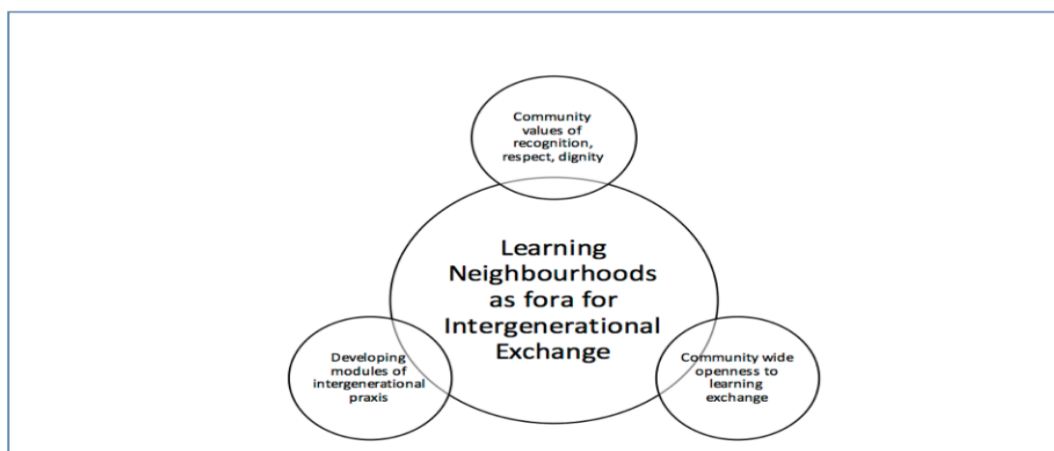 Community
values of
recognition,
respect, dignity
Learning
Neighbourhoods
as fora for
Intergenerational
Exchange
Developing
modules of
intergenerational
praxis
Community wide
openness to
learning
exchange